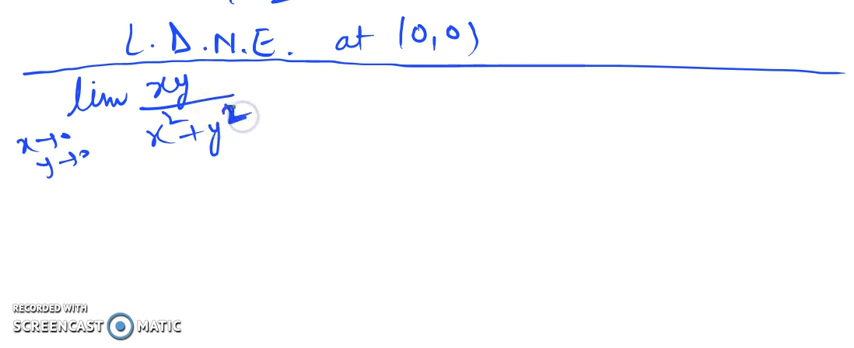 L.D.N.E. at (0,0)
lim xy / x²+y²
x→0
y→0
RECORDED WITH
SCREENCAST MATIC